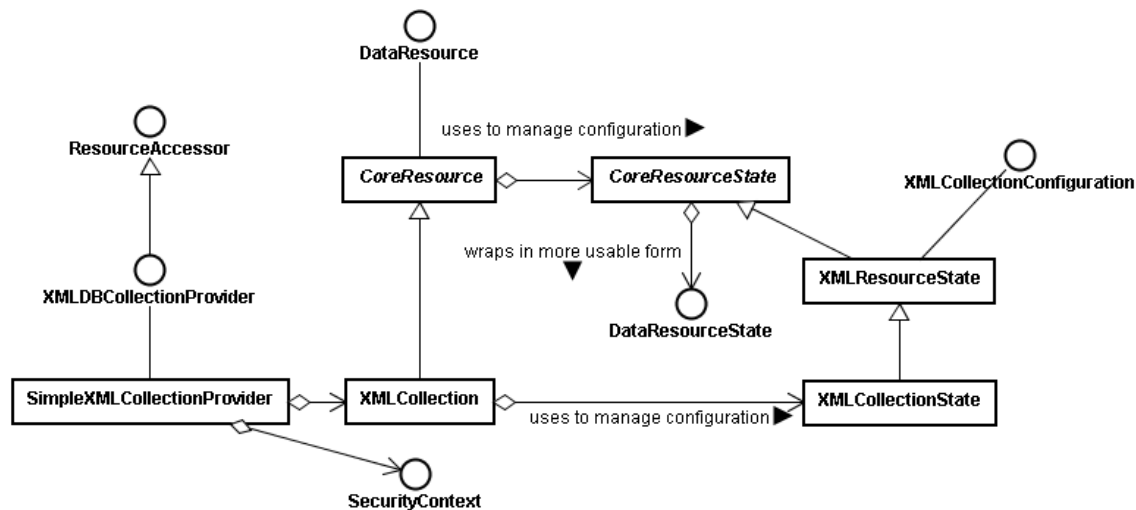 DataResource
uses to manage configuration
ResourceAccessor
CoreResource
CoreResourceState
XMLCollectionConfiguration
wraps in more usable form
XMLResourceState
XMLDBCollectionProvider
DataResourceState
SimpleXMLCollectionProvider
XMLCollection
XMLCollectionState
uses to manage configuration
SecurityContext